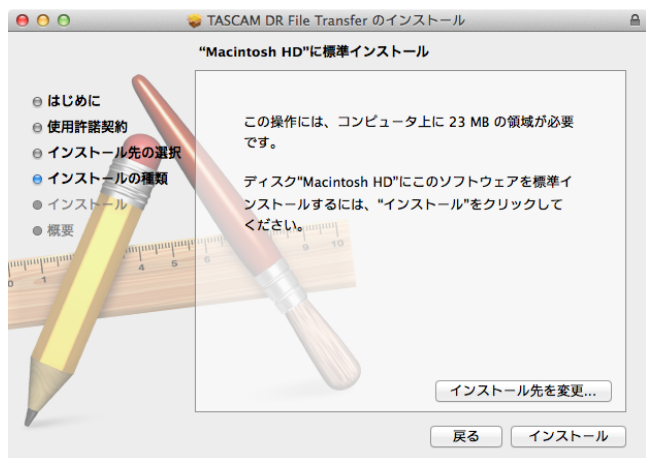 TASCAM DR File Transfer のインストール
“Macintosh HD”に標準インストール
はじめに
使用許諾契約
インストール先の選択
インストールの種類
インストール
概要
この操作には、コンピュータ上に 23 MB の領域が必要
です。
ディスク“Macintosh HD”にこのソフトウェアを標準イ
ンストールするには、“インストール”をクリックして
ください。
0 1 4 5 6 9 10
インストール先を変更...
戻る
インストール